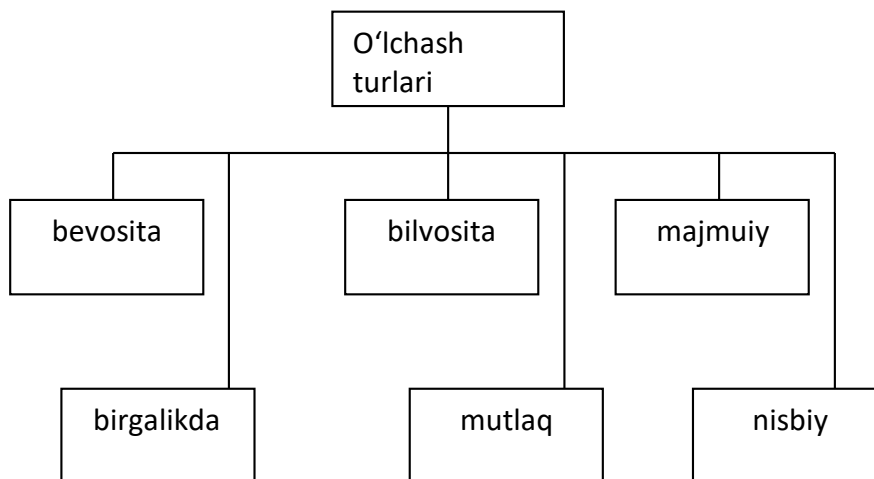 O‘lchash
turlari
bevosita
bilvosita
majmuiy
birgalikda
mutlaq
nisbiy